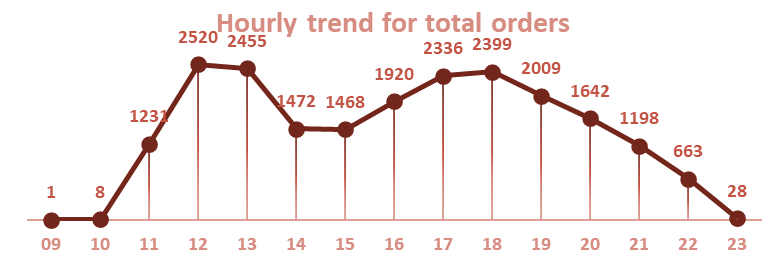 Hourly trend for total orders
1 8 1231 2520 2455 1472 1468 1920 2336 2399 2009 1642 1198 663 28
09 10 11 12 13 14 15 16 17 18 19 20 21 22 23